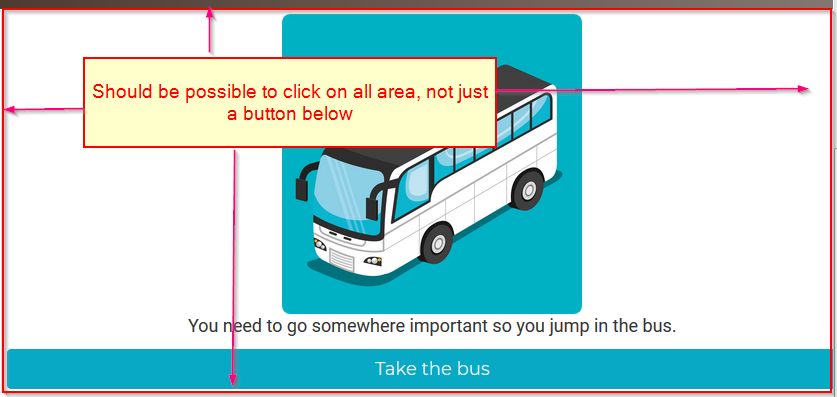 Should be possible to click on all area, not just
a button below
You need to go somewhere important so you jump in the bus.
Take the bus